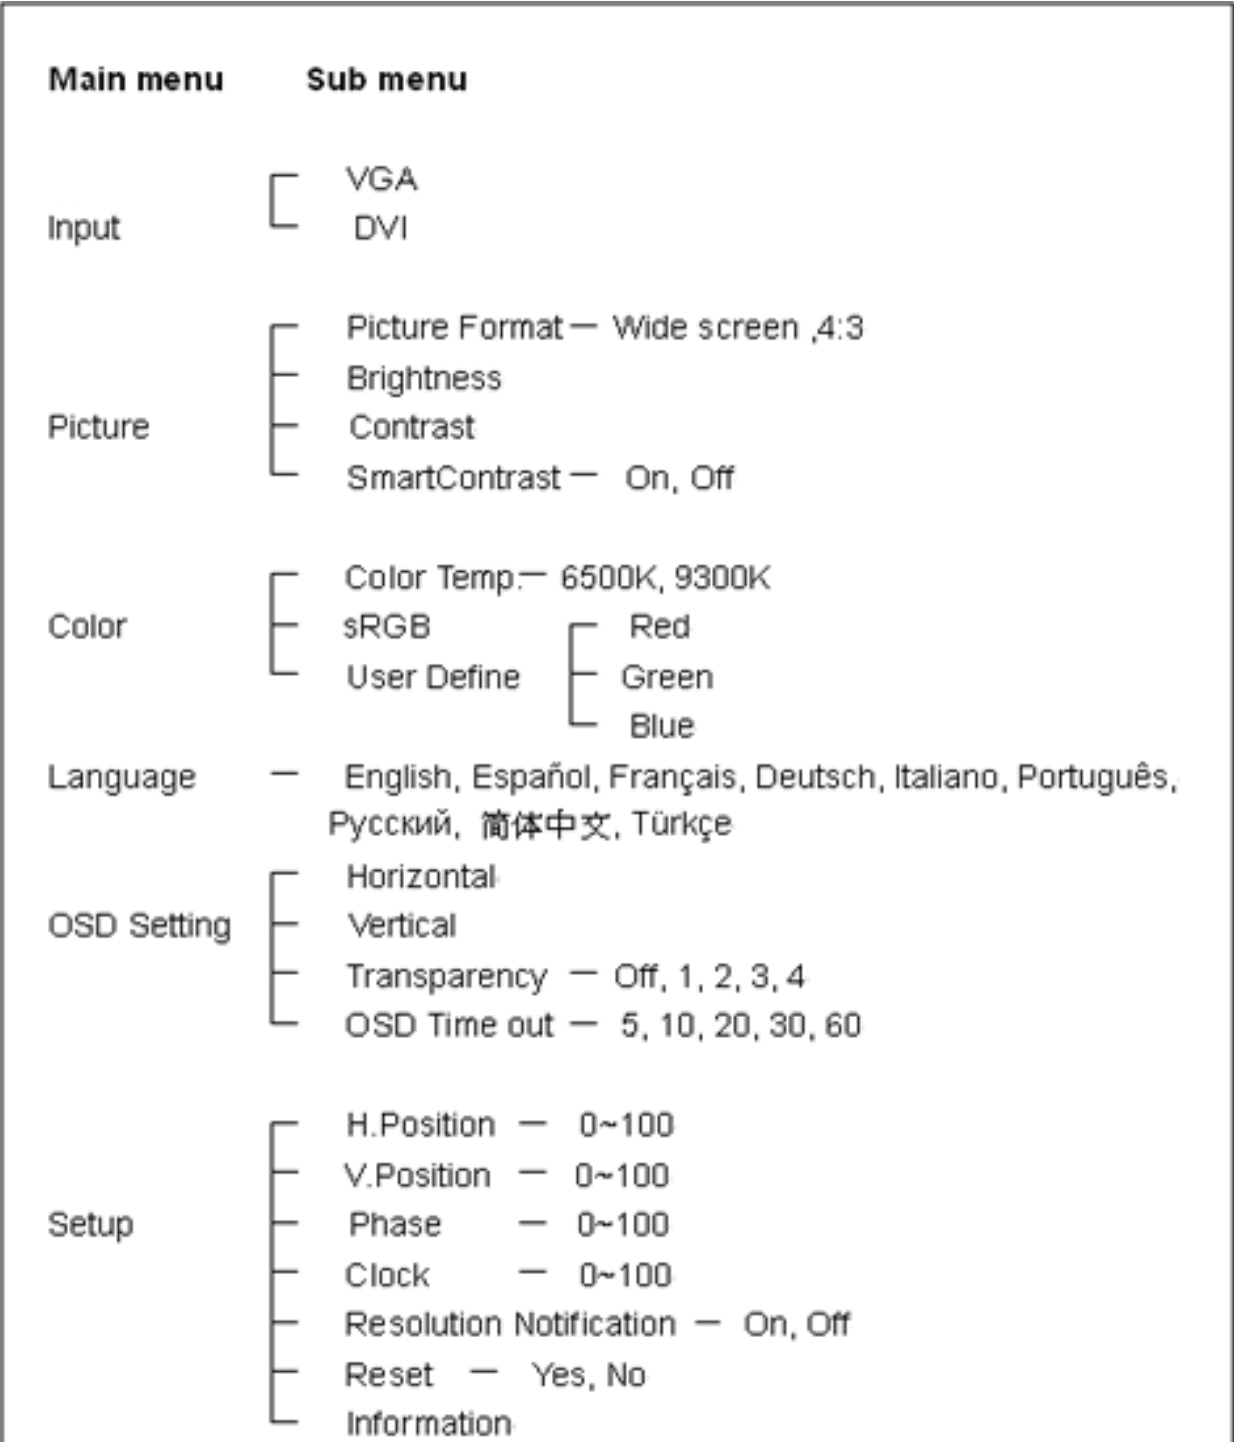 Main menu Sub menu
VGA
Input DVI
Picture Format — Wide screen ,4:3
Brightness
Picture Contrast
SmartContrast — On, Off
Color Temp. — 6500K, 9300K
Color sRGB Red
User Define Green
Blue
Language — English, Español, Français, Deutsch, Italiano, Português,
Русский, 简体中文, Türkçe
Horizontal
OSD Setting Vertical
Transparency — Off, 1, 2, 3, 4
OSD Time out — 5, 10, 20, 30, 60
H.Position — 0~100
V.Position — 0~100
Setup Phase — 0~100
Clock — 0~100
Resolution Notification — On, Off
Reset — Yes, No
Information